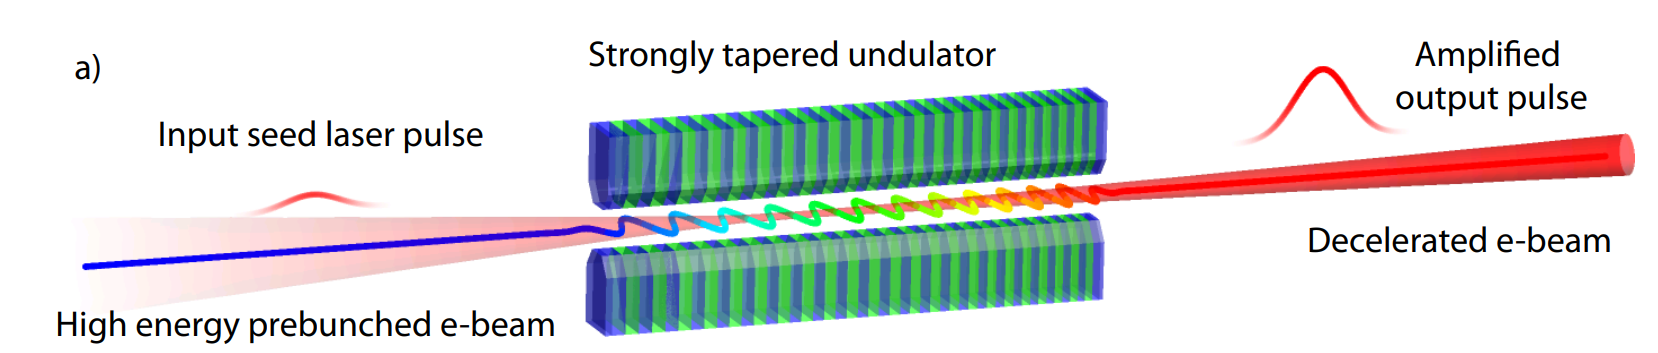 a)
Strongly tapered undulator
Amplified
output pulse
Input seed laser pulse
Decelerated e-beam
High energy prebunched e-beam